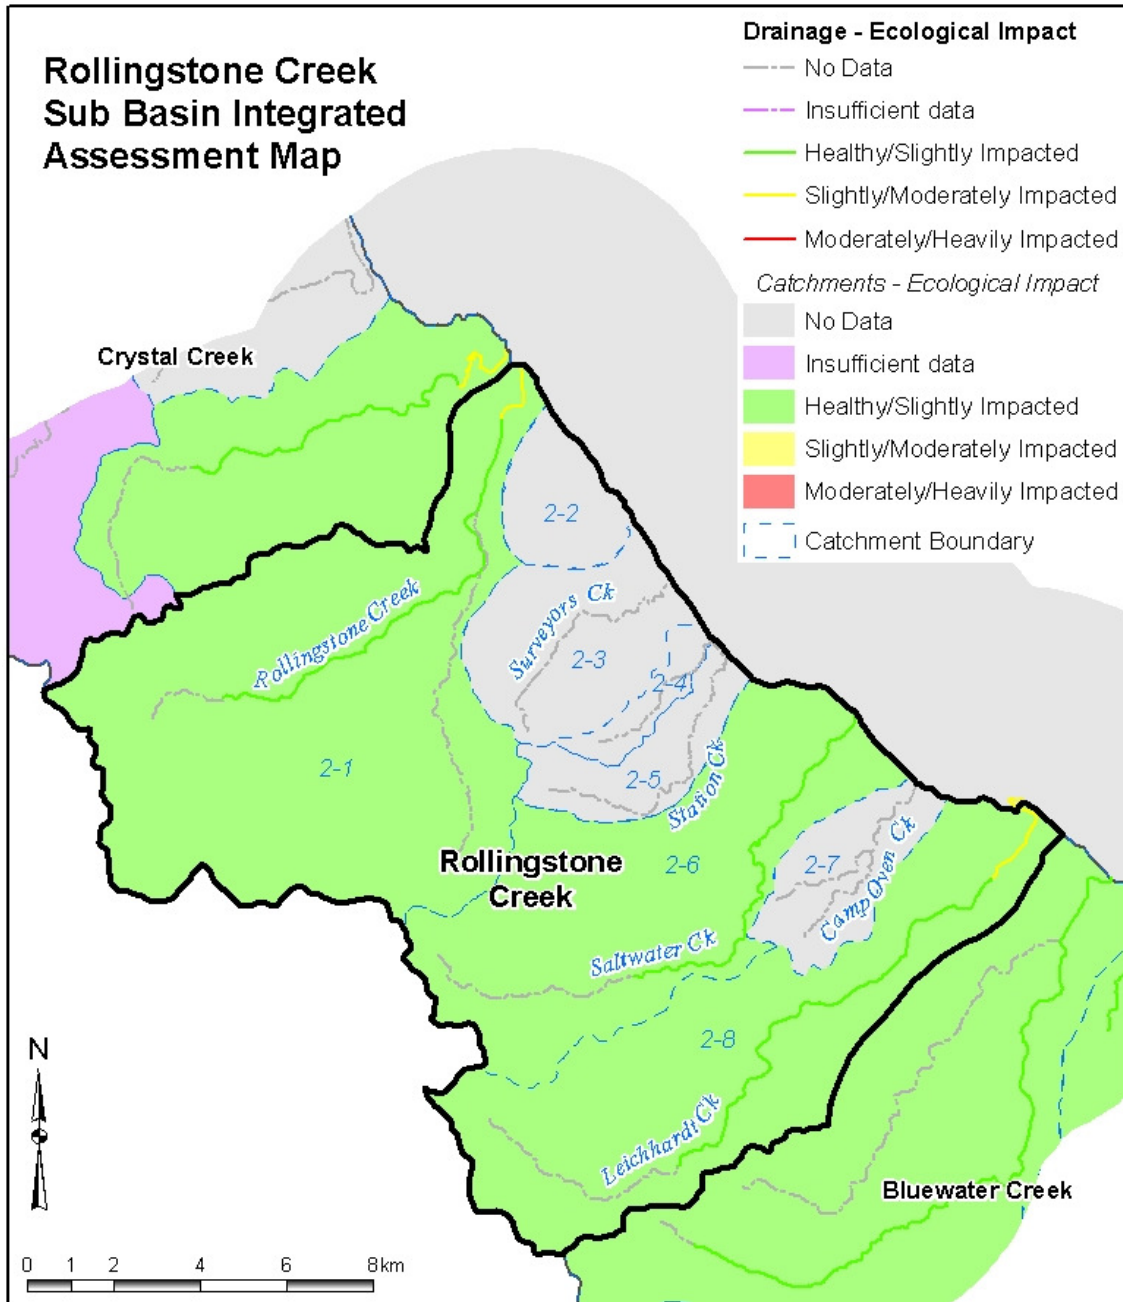 Rollingstone Creek
Sub Basin Integrated
Assessment Map
Drainage - Ecological Impact
No Data
Insufficient data
Healthy/Slightly Impacted
Slightly/Moderately Impacted
Moderately/Heavily Impacted
Catchments - Ecological Impact
No Data
Insufficient data
Healthy/Slightly Impacted
Slightly/Moderately Impacted
Moderately/Heavily Impacted
Catchment Boundary
Crystal Creek
2-2
Surveyors Ck
Rollingstone Creek
2-3
2-4
2-1
2-5
Station Ck
Rollingstone
Creek
2-6
2-7
Camp Oven Ck
Saltwater Ck
2-8
Leichhardt Ck
Bluewater Creek
N
0 1 2 4 6 8 km